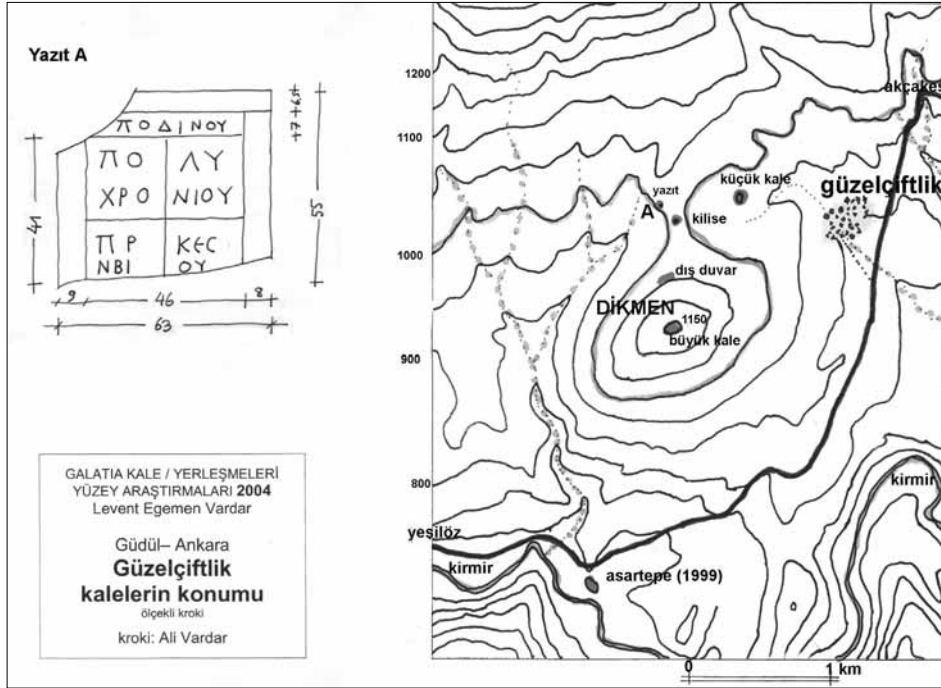 Yazıt A
ΠΟΔΙΝΟΥ
ΠΟ ΛΥ
ΧΡΟ ΝΙΟΥ
ΠΡ ΚЄС
ΝΒΙ ΟΥ
41
55
9 46 8
63
GALATIA KALE / YERLEŞMELERİ
YÜZEY ARAŞTIRMALARI 2004
Levent Egemen Vardar
Güdül– Ankara
Güzelçiftlik
kalelerin konumu
ölçekli kroki
kroki: Ali Vardar
1200
1100
1000
900
800
küçük kale
güzelçiftlik
yazıt
A
kilise
dış duvar
DİKMEN
1150
büyük kale
kirmir
yeşilöz
kirmir
asartepe (1999)
0 1 km